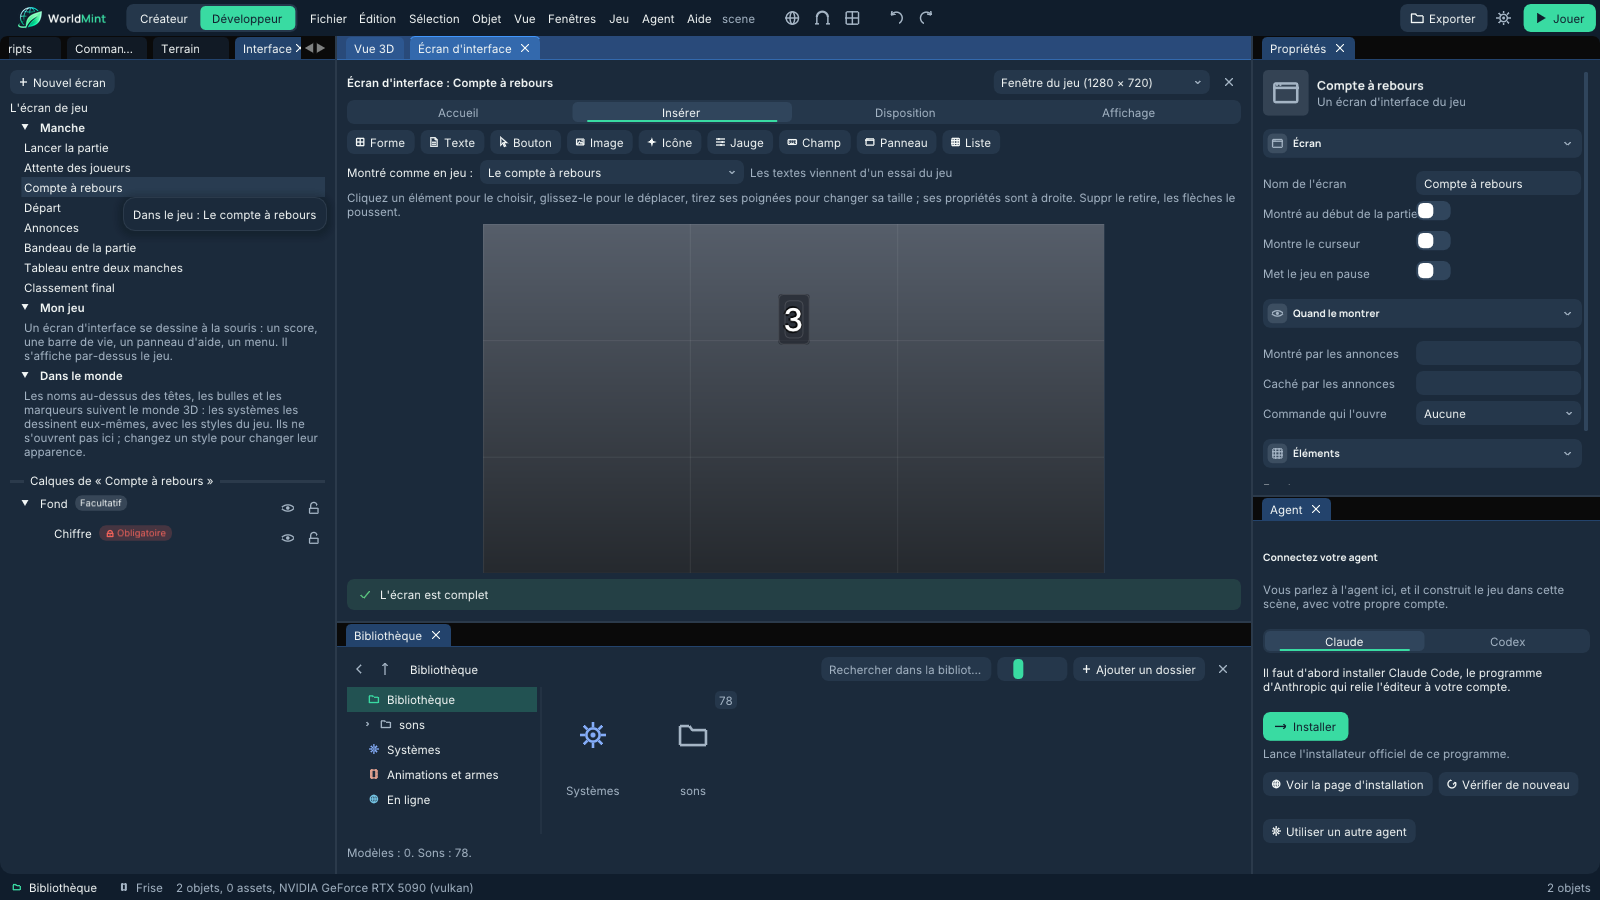 WorldMint
Créateur
Développeur
Fichier
Édition
Sélection
Objet
Vue
Fenêtres
Jeu
Agent
Aide
scene
Exporter
Jouer
ripts
Comman...
Terrain
Interface
Vue 3D
Écran d'interface
Propriétés
+ Nouvel écran
L'écran de jeu
Manche
Lancer la partie
Attente des joueurs
Compte à rebours
Départ
Dans le jeu : Le compte à rebours
Annonces
Bandeau de la partie
Tableau entre deux manches
Classement final
Mon jeu
Un écran d'interface se dessine à la souris : un score,
une barre de vie, un panneau d'aide, un menu. Il
s'affiche par-dessus le jeu.
Dans le monde
Les noms au-dessus des têtes, les bulles et les
marqueurs suivent le monde 3D : les systèmes les
dessinent eux-mêmes, avec les styles du jeu. Ils ne
s'ouvrent pas ici ; changez un style pour changer leur
apparence.
Calques de « Compte à rebours »
Fond
Facultatif
Chiffre
Obligatoire
Écran d'interface : Compte à rebours
Fenêtre du jeu (1280 × 720)
Accueil
Insérer
Disposition
Affichage
Forme
Texte
Bouton
Image
Icône
Jauge
Champ
Panneau
Liste
Montré comme en jeu :
Le compte à rebours
Les textes viennent d'un essai du jeu
Cliquez un élément pour le choisir, glissez-le pour le déplacer, tirez ses poignées pour changer sa taille ; ses propriétés sont à droite. Suppr le retire, les flèches le
poussent.
3
L'écran est complet
Bibliothèque
Bibliothèque
Rechercher dans la bibliot...
+ Ajouter un dossier
Bibliothèque
sons
Systèmes
Animations et armes
En ligne
78
Systèmes
sons
Modèles : 0. Sons : 78.
Compte à rebours
Un écran d'interface du jeu
Écran
Nom de l'écran
Compte à rebours
Montré au début de la partie
Montre le curseur
Met le jeu en pause
Quand le montrer
Montré par les annonces
Caché par les annonces
Commande qui l'ouvre
Aucune
Éléments
Agent
Connectez votre agent
Vous parlez à l'agent ici, et il construit le jeu dans cette
scène, avec votre propre compte.
Claude
Codex
Il faut d'abord installer Claude Code, le programme
d'Anthropic qui relie l'éditeur à votre compte.
Installer
Lance l'installateur officiel de ce programme.
Voir la page d'installation
Vérifier de nouveau
Utiliser un autre agent
Bibliothèque
Frise
2 objets, 0 assets, NVIDIA GeForce RTX 5090 (vulkan)
2 objets